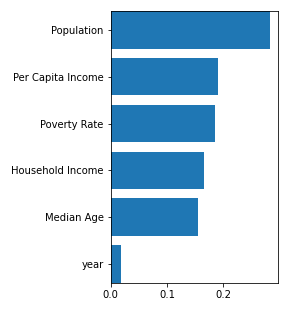 Population
Per Capita Income
Poverty Rate
Household Income
Median Age
year
0.0 0.1 0.2